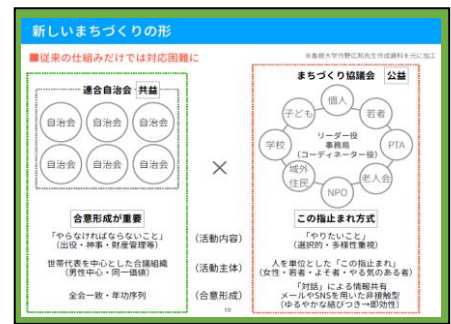 新しいまちづくりの形
■従来の仕組みだけでは対応困難に
※島根大学作野広和先生作成資料を元に加工
連合自治会 共益
自治会
自治会
自治会
自治会
自治会
自治会
×
まちづくり協議会 公益
個人
子ども
若者
学校
リーダー役
事務局
(コーディネーター役)
PTA
域外
住民
老人会
NPO
合意形成が重要
この指止まれ方式
「やらなければならないこと」
(出役・神事・財産管理等)
(活動内容)
「やりたいこと」
(選択的・多様性重視)
世帯代表を中心とした合議組織
(男性中心・同一価値)
(活動主体)
人を単位とした「この指止まれ」
(女性・若者・よそ者・やる気のある者)
全会一致・年功序列
(合意形成)
「対話」による情報共有
メールやSNSを用いた非接触型
(ゆるやかな結びつき→即効性)
10